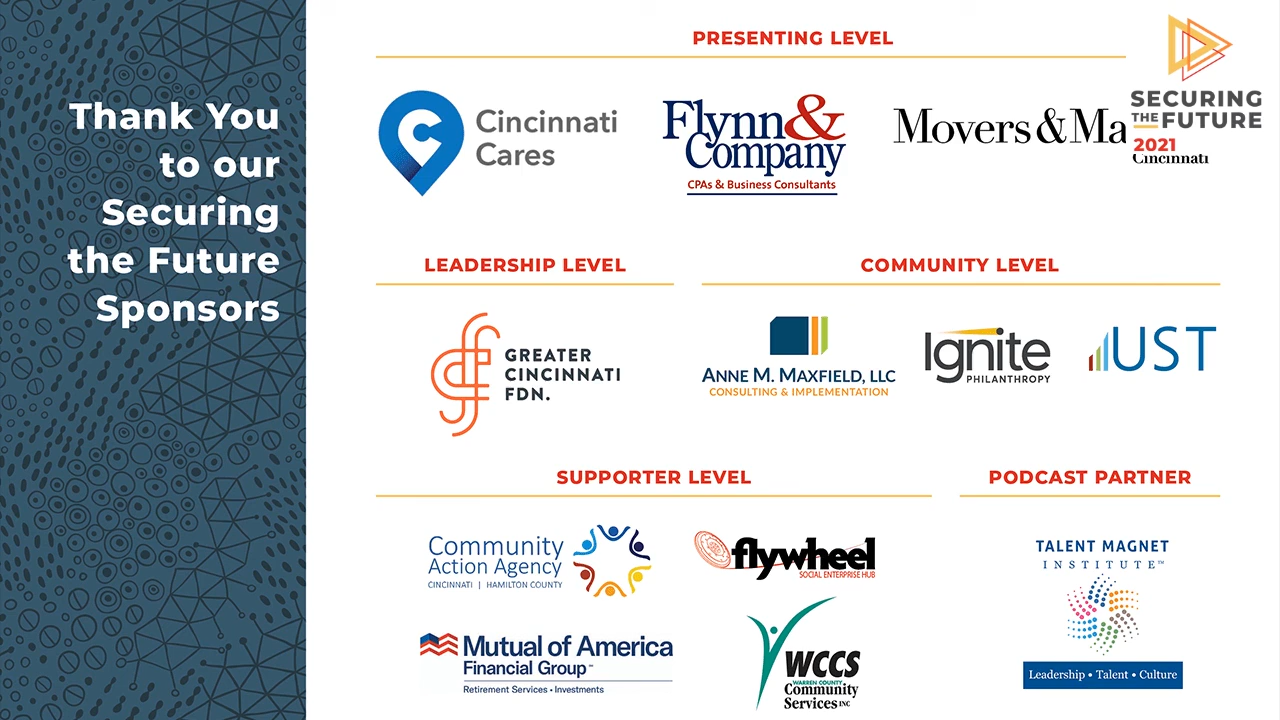 Thank You
to our
Securing
the Future
Sponsors
PRESENTING LEVEL
Cincinnati
Cares
Flynn&
Company
CPAs & Business Consultants
Movers & Ma
Cincinnati
SECURING
THE FUTURE
2021
LEADERSHIP LEVEL
GREATER
CINCINNATI
FDN.
COMMUNITY LEVEL
ANNE M. MAXFIELD, LLC
CONSULTING & IMPLEMENTATION
Ignite
PHILANTHROPY
UST
SUPPORTER LEVEL
Community
Action Agency
CINCINNATI | HAMILTON COUNTY
flywheel
SOCIAL ENTERPRISE HUB
Mutual of America
Financial Group℠
Retirement Services • Investments
WCCS
WARREN COUNTY
Community
Services INC
PODCAST PARTNER
TALENT MAGNET
INSTITUTE™
Leadership • Talent • Culture